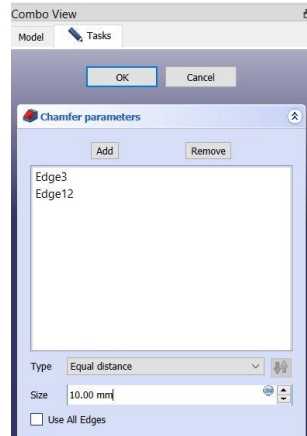 Combo View
Model Tasks
OK Cancel
Chamfer parameters
Add Remove
Edge3
Edge12
Type Equal distance
Size 10.00 mm
Use All Edges